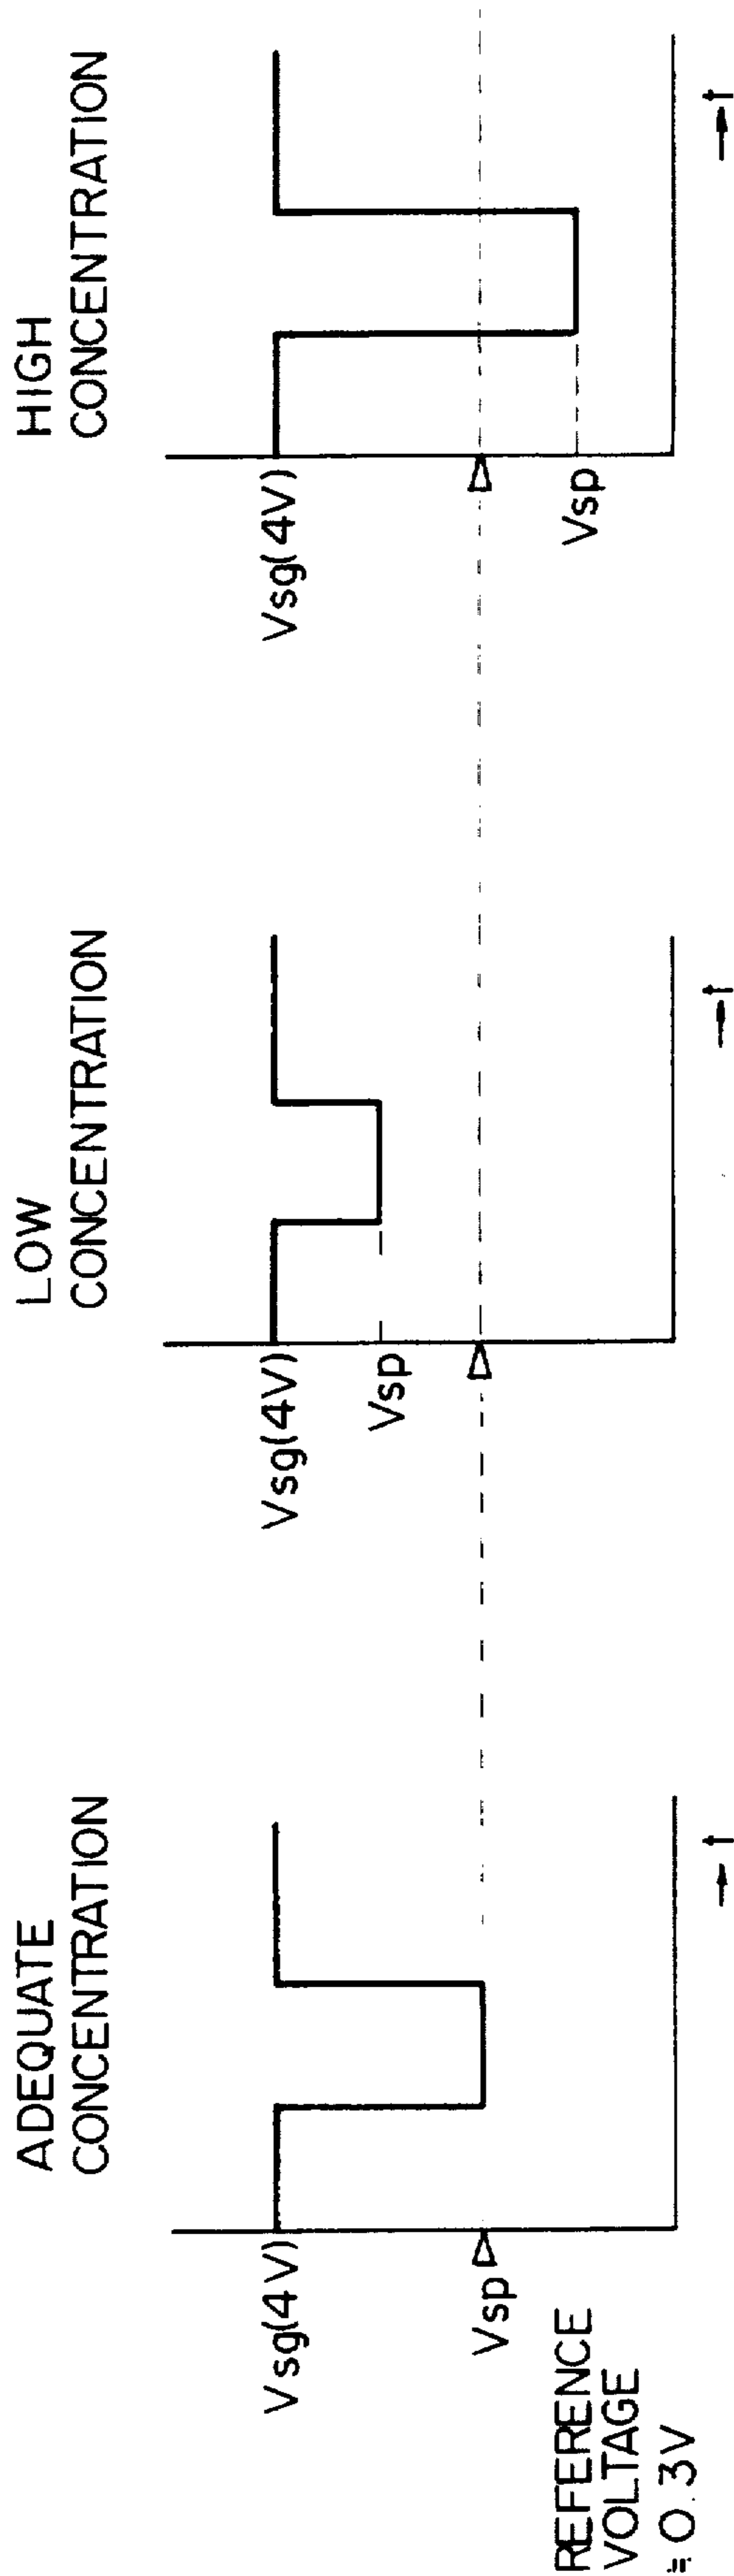 ADEQUATE
CONCENTRATION
Vsg(4V)
Vsp
REFERENCE
VOLTAGE
≒0.3V
→t
LOW
CONCENTRATION
Vsg(4V)
Vsp
→t
HIGH
CONCENTRATION
Vsg(4V)
Vsp
→t